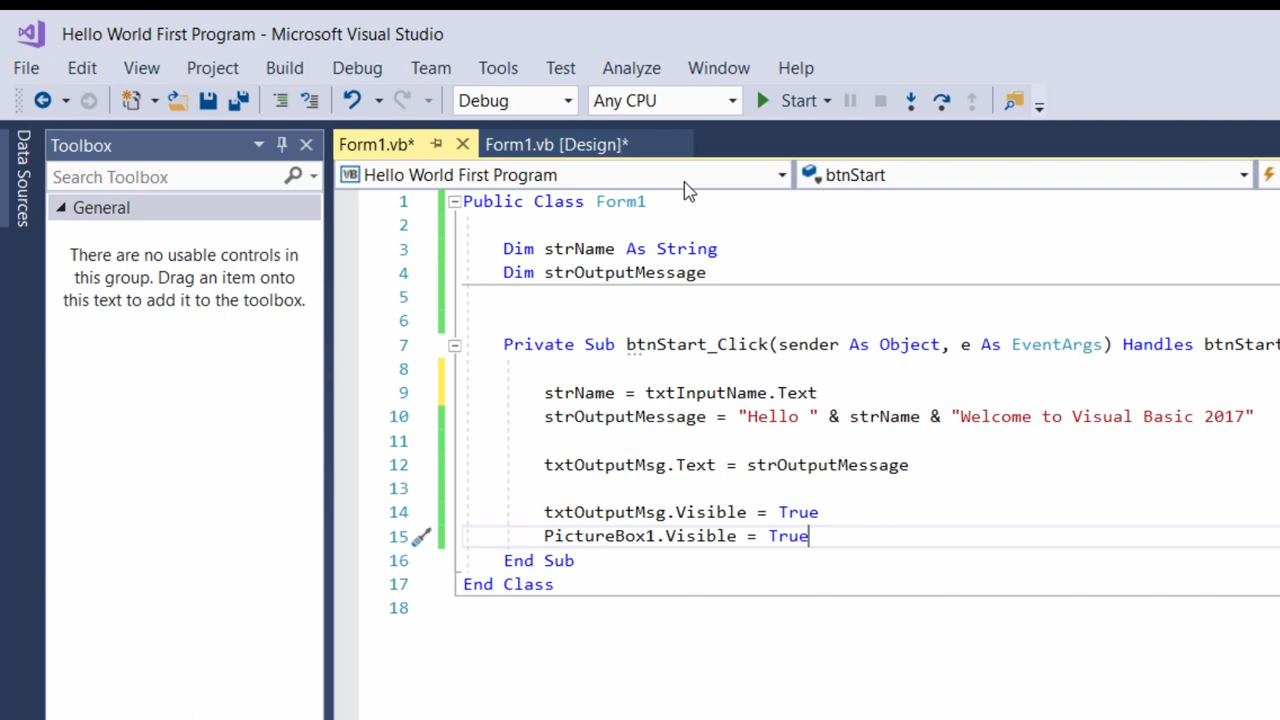 Hello World First Program - Microsoft Visual Studio
File Edit View Project Build Debug Team Tools Test Analyze Window Help
Debug Any CPU Start
Data Sources
Toolbox
Search Toolbox
General
There are no usable controls in
this group. Drag an item onto
this text to add it to the toolbox.
Form1.vb* Form1.vb [Design]*
VB Hello World First Program btnStart
1 Public Class Form1
2
3 Dim strName As String
4 Dim strOutputMessage
5
6
7 Private Sub btnStart_Click(sender As Object, e As EventArgs) Handles btnStart
8
9 strName = txtInputName.Text
10 strOutputMessage = "Hello " & strName & "Welcome to Visual Basic 2017"
11
12 txtOutputMsg.Text = strOutputMessage
13
14 txtOutputMsg.Visible = True
15 PictureBox1.Visible = True
16 End Sub
17 End Class
18